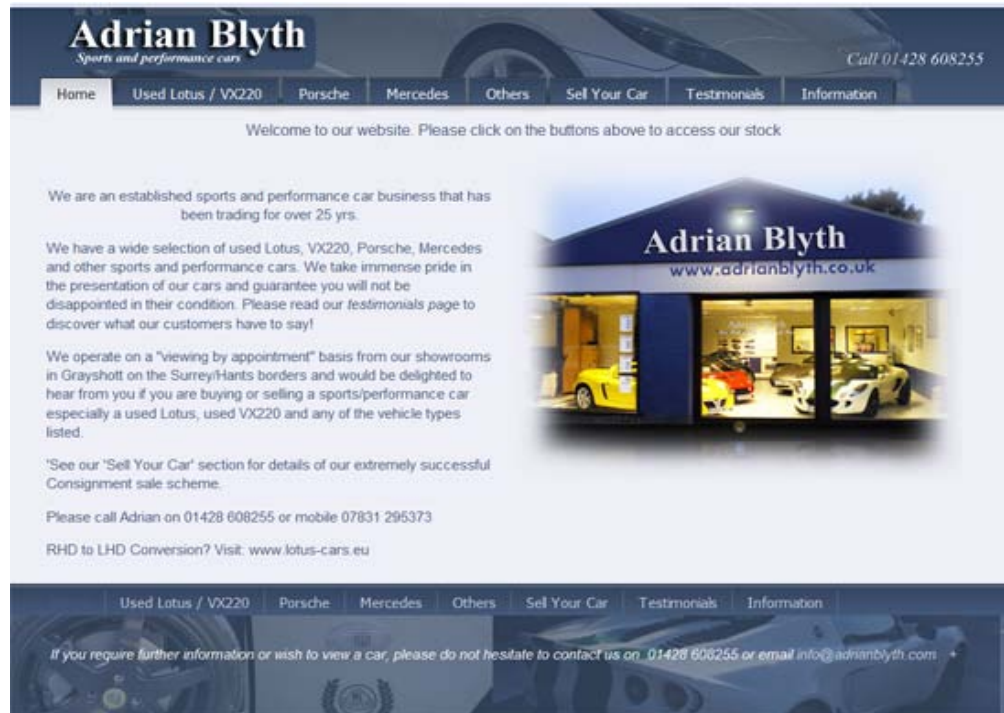 Adrian Blyth
Sports and performance cars
Call 01428 608255
Home Used Lotus / VX220 Porsche Mercedes Others Sell Your Car Testimonials Information
Welcome to our website. Please click on the buttons above to access our stock
We are an established sports and performance car business that has
been trading for over 25 yrs.
We have a wide selection of used Lotus, VX220, Porsche, Mercedes
and other sports and performance cars. We take immense pride in
the presentation of our cars and guarantee you will not be
disappointed in their condition. Please read our testimonials page to
discover what our customers have to say!
We operate on a "viewing by appointment" basis from our showrooms
in Grayshott on the Surrey/Hants borders and would be delighted to
hear from you if you are buying or selling a sports/performance car
especially a used Lotus, used VX220 and any of the vehicle types
listed.
'See our 'Sell Your Car' section for details of our extremely successful
Consignment sale scheme.
Please call Adrian on 01428 608255 or mobile 07831 295373
RHD to LHD Conversion? Visit: www.lotus-cars.eu
Adrian Blyth
www.adrianblyth.co.uk
Used Lotus / VX220 Porsche Mercedes Others Sell Your Car Testimonials Information
If you require further information or wish to view a car, please do not hesitate to contact us on 01428 608255 or email info@adrianblyth.com +